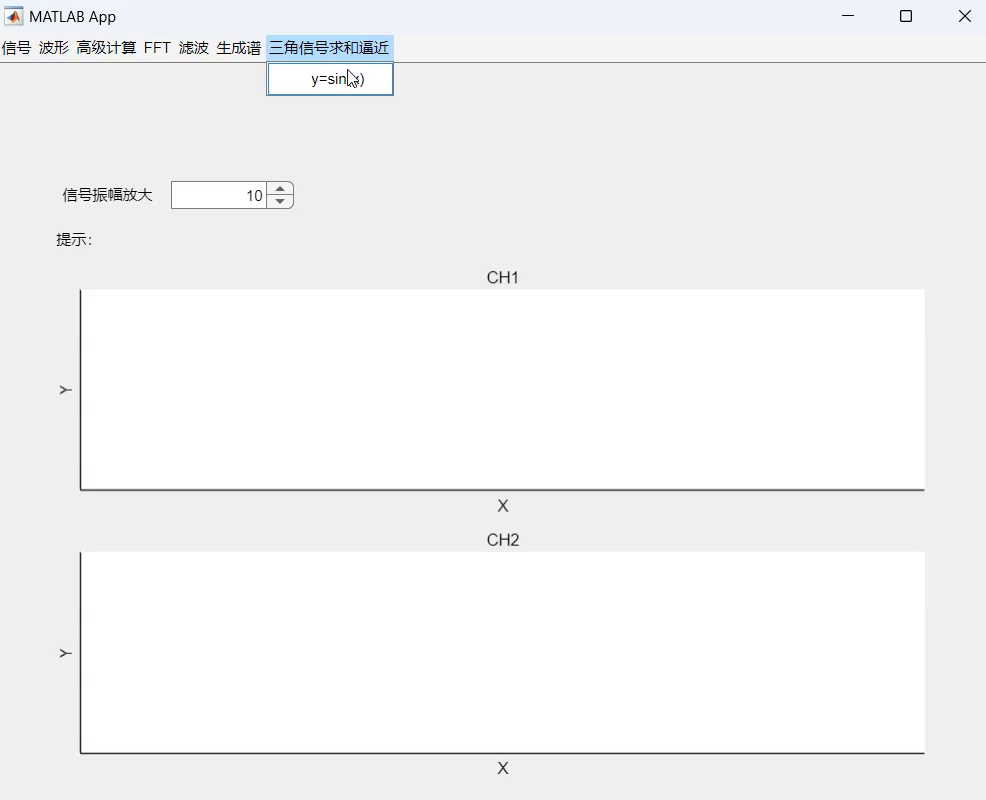 MATLAB App
信号 波形 高级计算 FFT 滤波 生成谱 三角信号求和逼近
y=sin
信号振幅放大 10
提示:
CH1
Y
X
CH2
Y
X